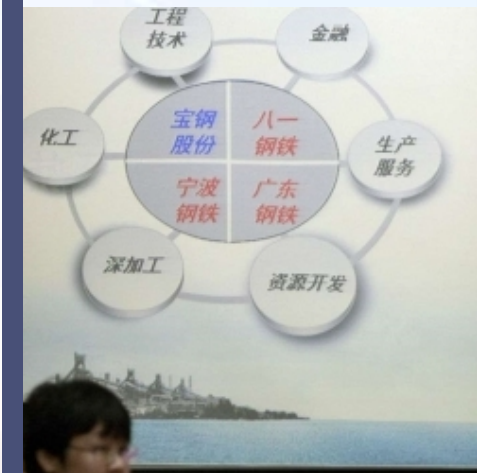 工程
技术
金融
宝钢
股份
八一
钢铁
化工
生产
服务
宁波
钢铁
广东
钢铁
深加工
资源开发